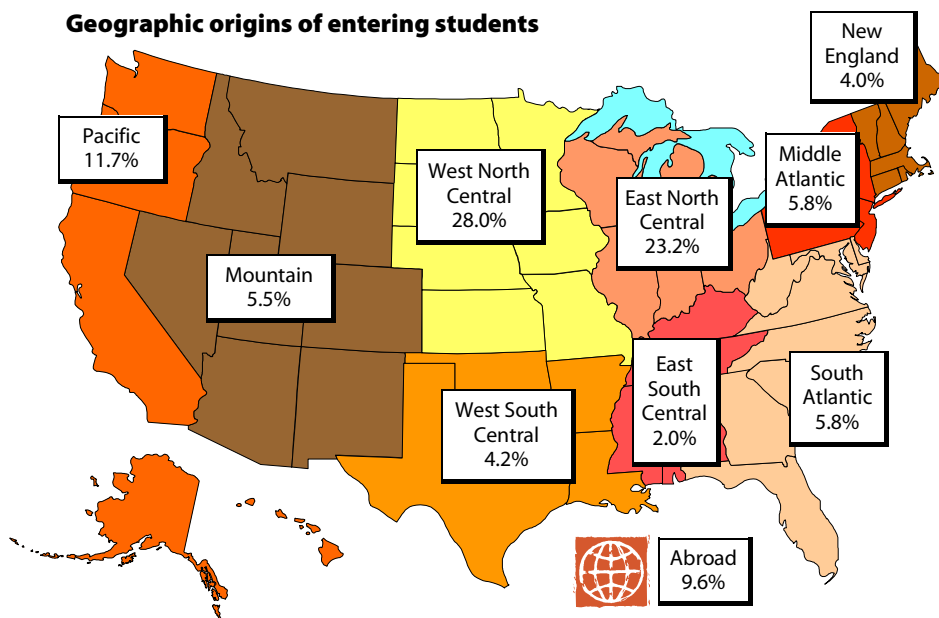 Geographic origins of entering students
New
England
4.0%
Pacific
11.7%
Middle
Atlantic
5.8%
West North
Central
28.0%
East North
Central
23.2%
Mountain
5.5%
East
South
Central
2.0%
South
Atlantic
5.8%
West South
Central
4.2%
Abroad
9.6%